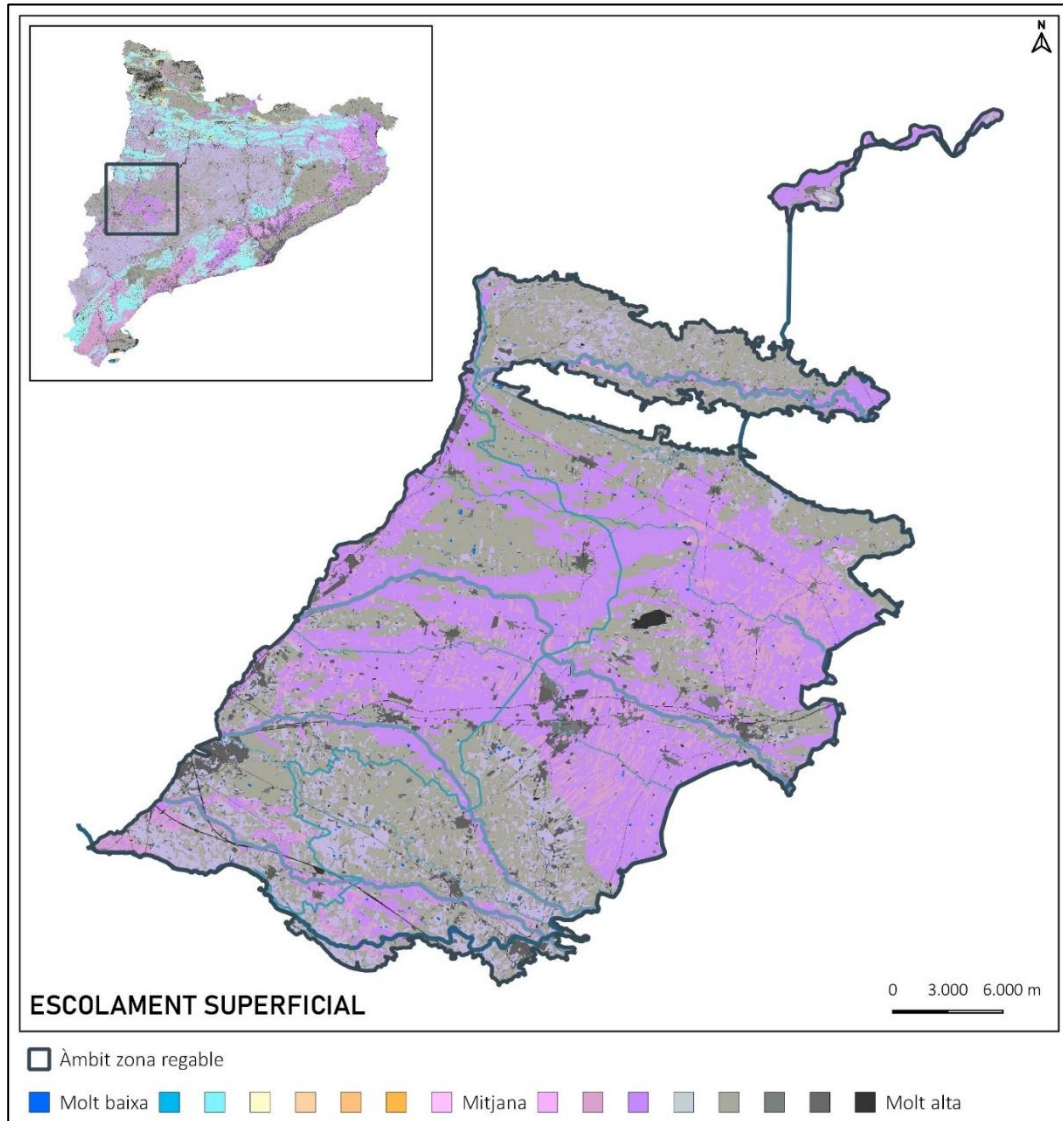 N
ESCOLAMENT SUPERFICIAL
0 3.000 6.000 m
Àmbit zona regable
Molt baixa Mitjana Molt alta